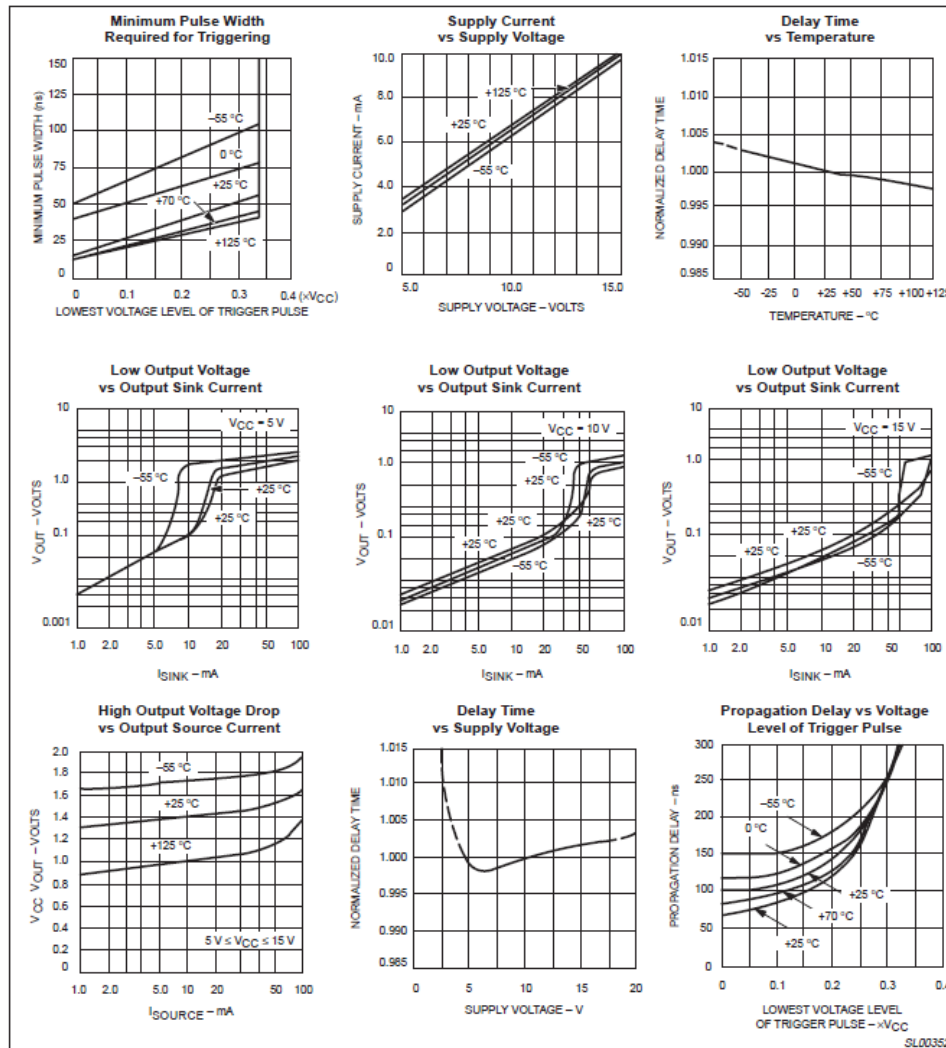 Minimum Pulse Width
Required for Triggering
MINIMUM PULSE WIDTH (ns)
150
125
100
75
50
25
0
–55 °C
0 °C
+25 °C
+70 °C
+125 °C
0 0.1 0.2 0.3 0.4 (×VCC)
LOWEST VOLTAGE LEVEL OF TRIGGER PULSE
Supply Current
vs Supply Voltage
SUPPLY CURRENT – mA
10.0
8.0
6.0
4.0
2.0
0
+125 °C
+25 °C
–55 °C
5.0 10.0 15.0
SUPPLY VOLTAGE – VOLTS
Delay Time
vs Temperature
NORMALIZED DELAY TIME
1.015
1.010
1.005
1.000
0.995
0.990
0.985
-50 -25 0 +25 +50 +75 +100 +125
TEMPERATURE – °C
Low Output Voltage
vs Output Sink Current
VOUT – VOLTS
10
1.0
0.1
0.001
VCC = 5 V
–55 °C
+25 °C
+25 °C
1.0 2.0 5.0 10 20 50 100
ISINK – mA
Low Output Voltage
vs Output Sink Current
VOUT – VOLTS
10
1.0
0.1
0.01
VCC = 10 V
–55 °C
+25 °C
+25 °C
+25 °C
–55 °C
1.0 2.0 5.0 10 20 50 100
ISINK – mA
Low Output Voltage
vs Output Sink Current
VOUT – VOLTS
10
1.0
0.1
0.01
VCC = 15 V
–55 °C
+25 °C
+25 °C
–55 °C
1.0 2.0 5.0 10 20 50 100
ISINK – mA
High Output Voltage Drop
vs Output Source Current
VCC VOUT – VOLTS
2.0
1.8
1.6
1.4
1.2
1.0
0.8
0.6
0.4
0.2
0
–55 °C
+25 °C
+125 °C
5 V ≤ VCC ≤ 15 V
1.0 2.0 5.0 10 20 50 100
ISOURCE – mA
Delay Time
vs Supply Voltage
NORMALIZED DELAY TIME
1.015
1.010
1.005
1.000
0.995
0.990
0.985
0 5 10 15 20
SUPPLY VOLTAGE – V
Propagation Delay vs Voltage
Level of Trigger Pulse
PROPAGATION DELAY – ns
300
250
200
150
100
50
0
–55 °C
0 °C
+25 °C
+70 °C
+25 °C
0 0.1 0.2 0.3 0.4
LOWEST VOLTAGE LEVEL
OF TRIGGER PULSE – ×VCC